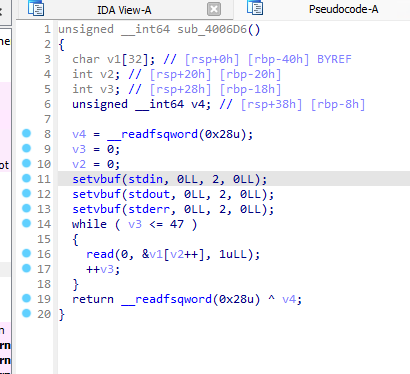 IDA View-A
Pseudocode-A
1 unsigned __int64 sub_4006D6()
2 {
3 char v1[32]; // [rsp+0h] [rbp-40h] BYREF
4 int v2; // [rsp+20h] [rbp-20h]
5 int v3; // [rsp+28h] [rbp-18h]
6 unsigned __int64 v4; // [rsp+38h] [rbp-8h]
7
8 v4 = __readfsqword(0x28u);
9 v3 = 0;
10 v2 = 0;
11 setvbuf(stdin, 0LL, 2, 0LL);
12 setvbuf(stdout, 0LL, 2, 0LL);
13 setvbuf(stderr, 0LL, 2, 0LL);
14 while ( v3 <= 47 )
15 {
16 read(0, &v1[v2++], 1uLL);
17 ++v3;
18 }
19 return __readfsqword(0x28u) ^ v4;
20 }